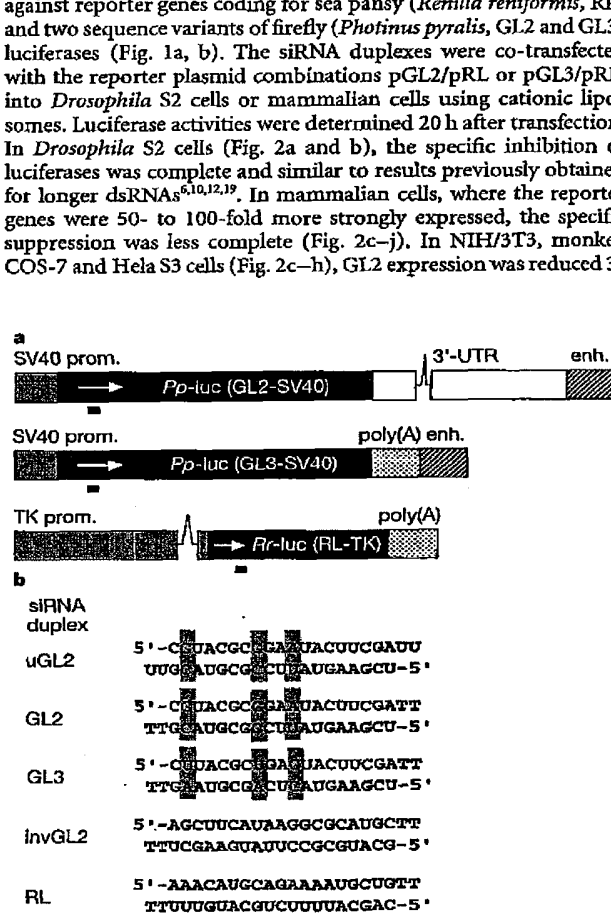 against reporter genes coding for sea pansy (Renilla reniformis, RL
and two sequence variants of firefly (Photinus pyralis, GL2 and GL3
luciferases (Fig. 1a, b). The siRNA duplexes were co-transfecte
with the reporter plasmid combinations pGL2/pRL or pGL3/pRL
into Drosophila S2 cells or mammalian cells using cationic lipo
somes. Luciferase activities were determined 20 h after transfection
In Drosophila S2 cells (Fig. 2a and b), the specific inhibition o
luciferases was complete and similar to results previously obtaine
for longer dsRNAs6,10,12,19. In mammalian cells, where the reporte
genes were 50- to 100-fold more strongly expressed, the specifi
suppression was less complete (Fig. 2c–j). In NIH/3T3, monke
COS-7 and Hela S3 cells (Fig. 2c–h), GL2 expression was reduced 3
a
SV40 prom. 3'-UTR enh.
Pp-luc (GL2-SV40)
SV40 prom. poly(A) enh.
Pp-luc (GL3-SV40)
TK prom. poly(A)
Rr-luc (RL-TK)
b
siRNA
duplex
uGL2
5'-CGUACGCGGAAUACUUCGAUU
UUGCAUGCGCCUUAUGAAGCU-5'
GL2
5'-CGUACGCGGAAUACUUCGATT
TTGCAUGCGCCUUAUGAAGCU-5'
GL3
5'-CUUACGCUGAGUACUUCGATT
TTGAAUGCGACUCAUGAAGCU-5'
invGL2
5'-AGCUUCAUAAGGCGCAUGCTT
TTUCGAAGUAUUCCGCGUACG-5'
RL
5'-AAACAUGCAGAAAAUGCUGTT
TTUUUGUACGUCUUUUACGAC-5'